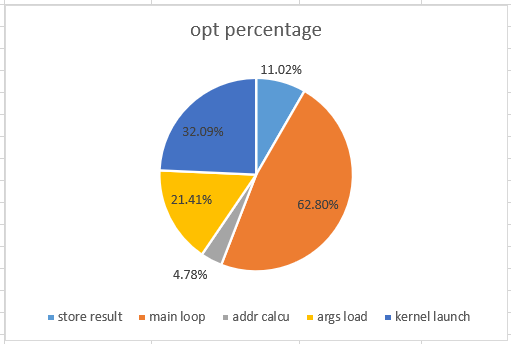 opt percentage
11.02%
32.09%
62.80%
21.41%
4.78%
store result main loop addr calcu args load kernel launch